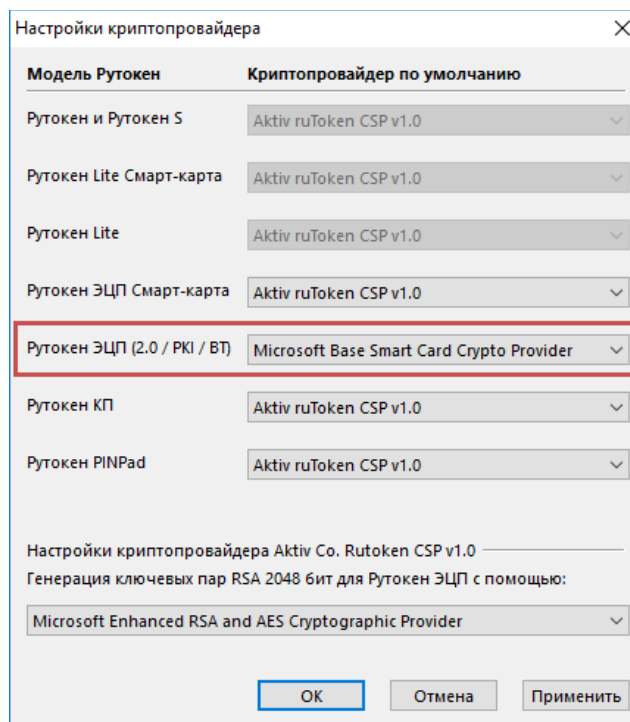 Настройки криптопровайдера
Модель Рутокен Криптопровайдер по умолчанию
Рутокен и Рутокен S Aktiv ruToken CSP v1.0
Рутокен Lite Смарт-карта Aktiv ruToken CSP v1.0
Рутокен Lite Aktiv ruToken CSP v1.0
Рутокен ЭЦП Смарт-карта Aktiv ruToken CSP v1.0
Рутокен ЭЦП (2.0 / PKI / BT) Microsoft Base Smart Card Crypto Provider
Рутокен КП Aktiv ruToken CSP v1.0
Рутокен PINPad Aktiv ruToken CSP v1.0
Настройки криптопровайдера Aktiv Co. Rutoken CSP v1.0
Генерация ключевых пар RSA 2048 бит для Рутокен ЭЦП с помощью:
Microsoft Enhanced RSA and AES Cryptographic Provider
ОК Отмена Применить